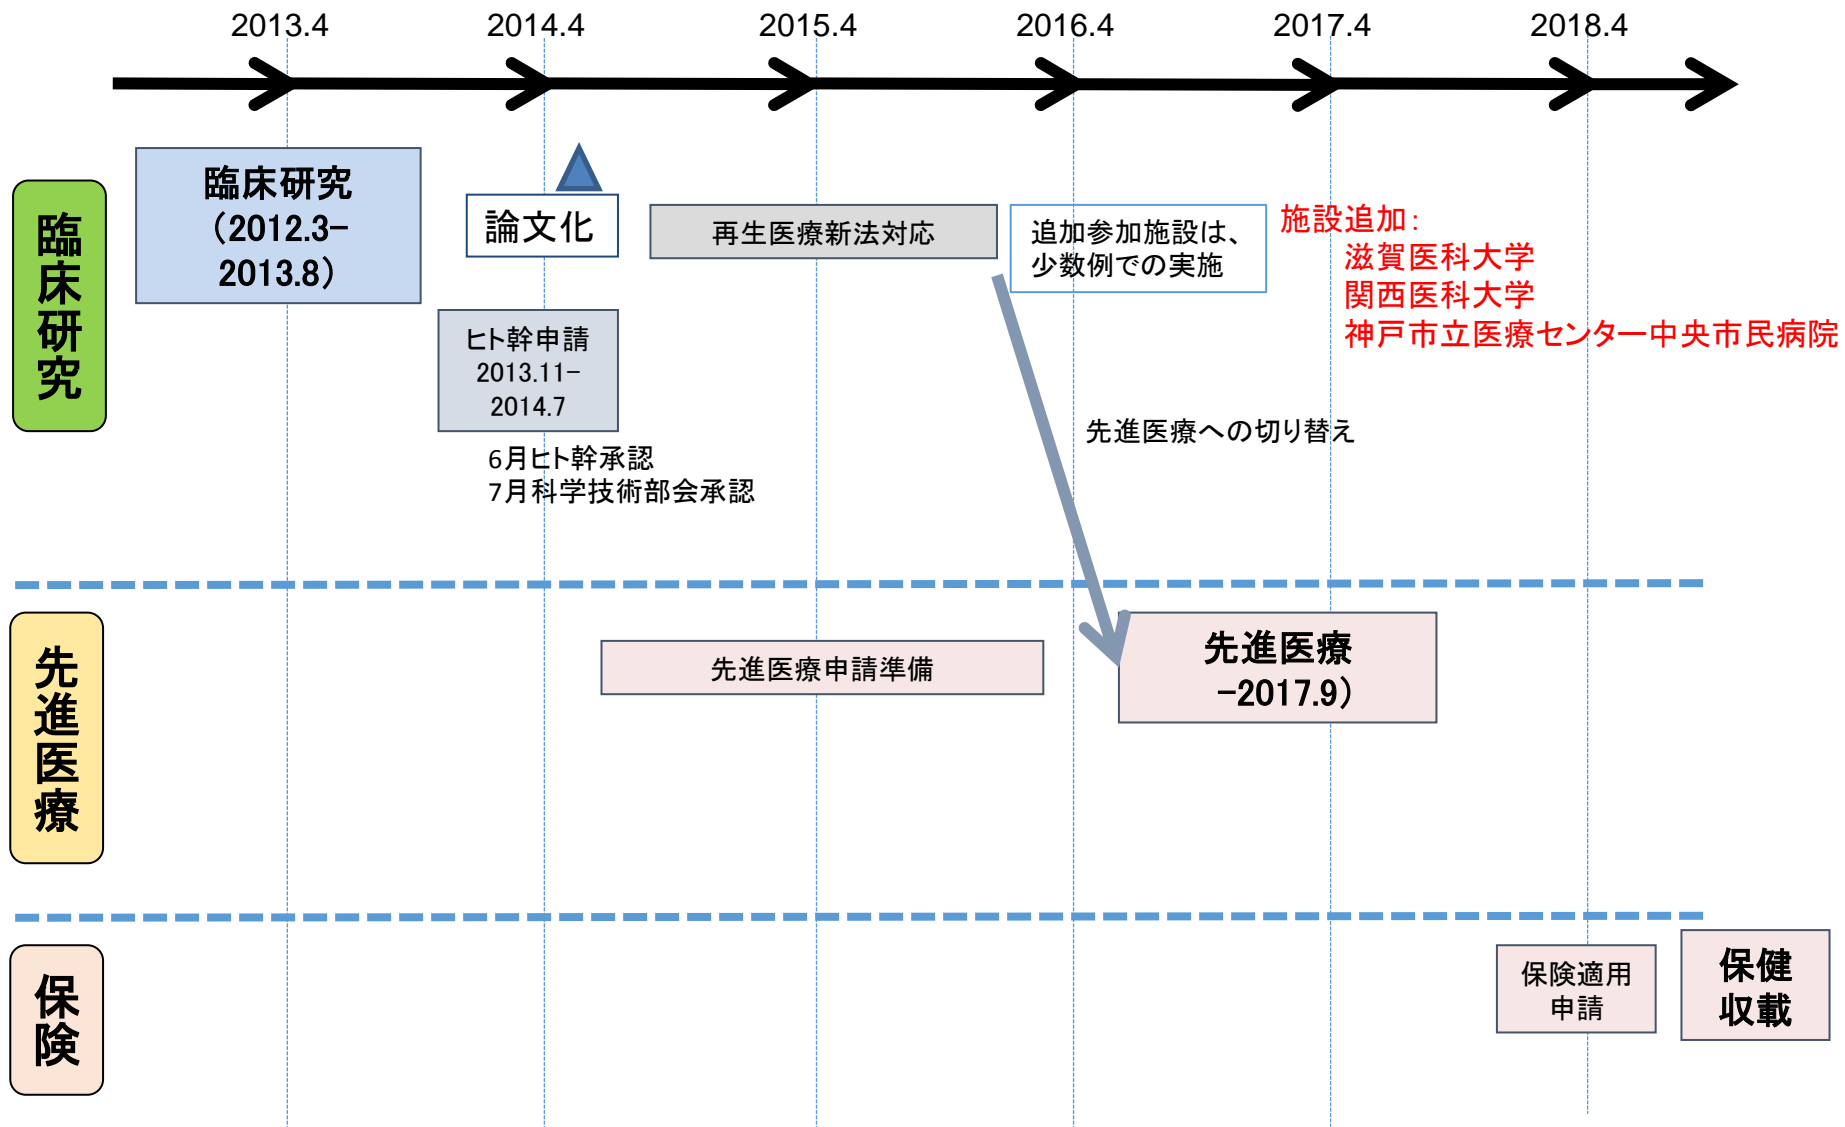 2013.4
2014.4
2015.4
2016.4
2017.4
2018.4
臨床研究
臨床研究
（2012.3−
2013.8）
論文化
再生医療新法対応
追加参加施設は、
少数例での実施
施設追加：
滋賀医科大学
関西医科大学
神戸市立医療センター中央市民病院
ヒト幹申請
2013.11−
2014.7
6月ヒト幹承認
7月科学技術部会承認
先進医療への切り替え
先進医療
先進医療申請準備
先進医療
−2017.9）
保険
保険適用
申請
保健
収載